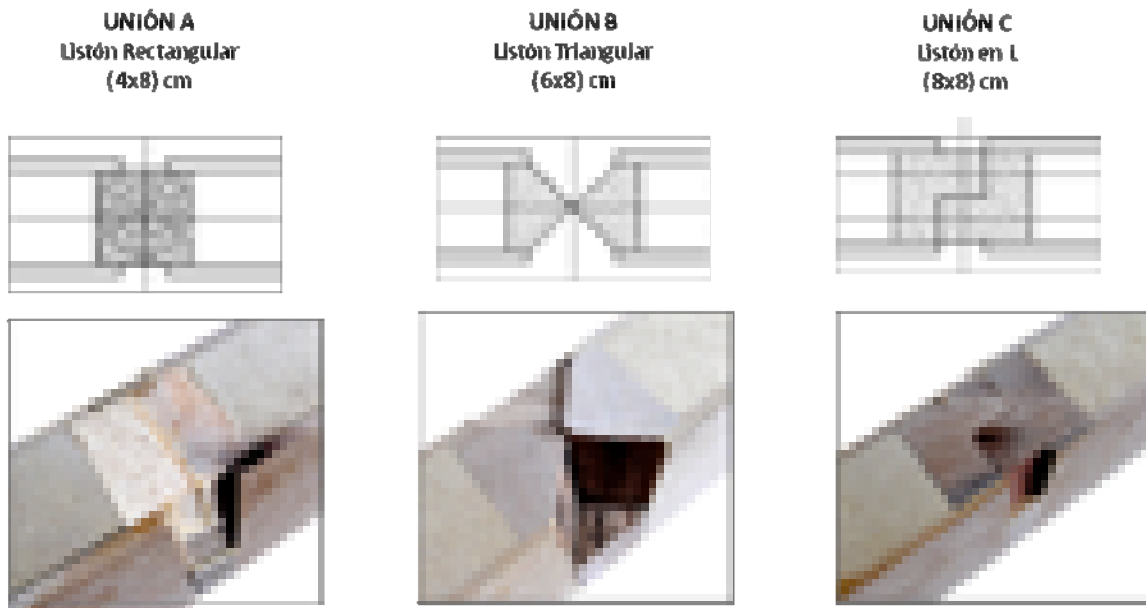 UNIÓN A
Listón Rectangular
(4x8) cm
UNIÓN B
Listón Triangular
(6x8) cm
UNIÓN C
Listón en L
(8x8) cm